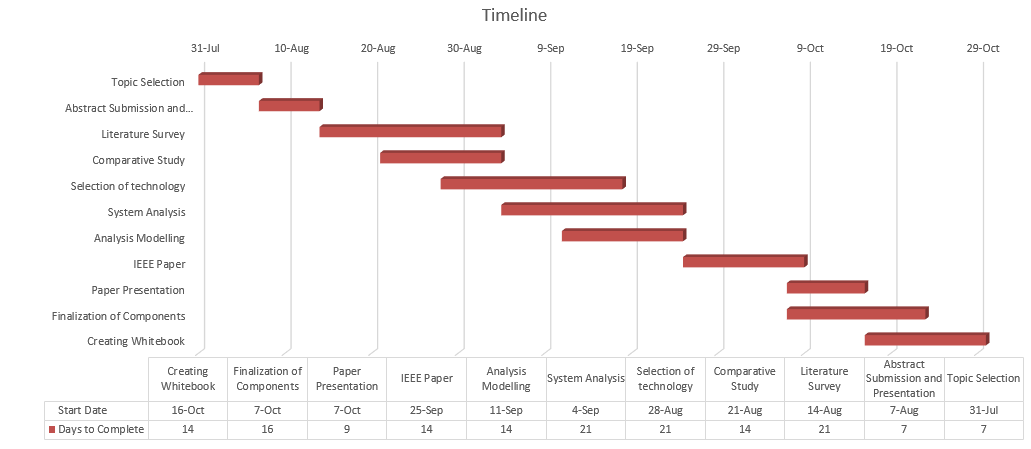 Timeline
31-Jul 10-Aug 20-Aug 30-Aug 9-Sep 19-Sep 29-Sep 9-Oct 19-Oct 29-Oct
Topic Selection
Abstract Submission and...
Literature Survey
Comparative Study
Selection of technology
System Analysis
Analysis Modelling
IEEE Paper
Paper Presentation
Finalization of Components
Creating Whitebook
Creating Whitebook Finalization of Components Paper Presentation IEEE Paper Analysis Modelling System Analysis Selection of technology Comparative Study Literature Survey Abstract Submission and Presentation Topic Selection
Start Date 16-Oct 7-Oct 7-Oct 25-Sep 11-Sep 4-Sep 28-Aug 21-Aug 14-Aug 7-Aug 31-Jul
Days to Complete 14 16 9 14 14 21 21 14 21 7 7